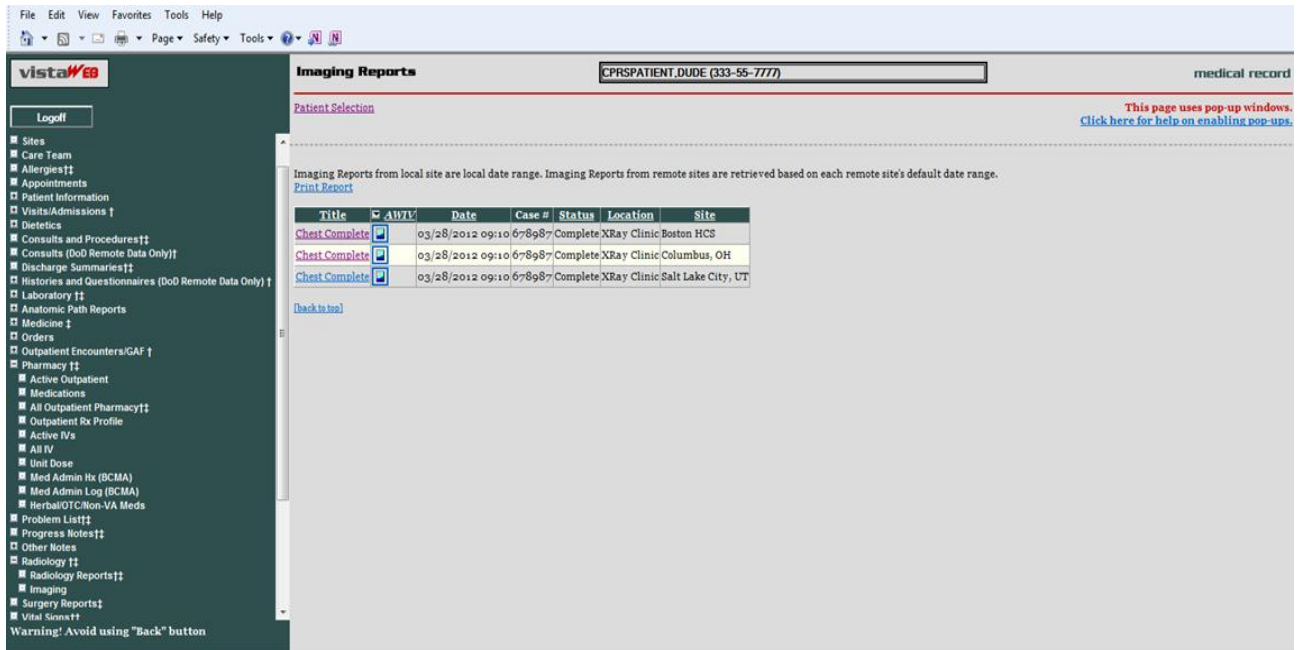 File Edit View Favorites Tools Help
Page Safety Tools
vistaWEB
Imaging Reports
CPRSPATIENT,DUDE (333-55-7777)
medical record
Logoff
Patient Selection
This page uses pop-up windows.
Click here for help on enabling pop-ups.
Sites
Care Team
Allergies†‡
Appointments
Patient Information
Visits/Admissions †
Dietetics
Consults and Procedures†‡
Consults (DoD Remote Data Only)†
Discharge Summaries†‡
Histories and Questionnaires (DoD Remote Data Only) †
Laboratory †‡
Anatomic Path Reports
Medicine ‡
Orders
Outpatient Encounters/GAF †
Pharmacy †‡
Active Outpatient
Medications
All Outpatient Pharmacy†‡
Outpatient Rx Profile
Active IVs
All IV
Unit Dose
Med Admin Hx (BCMA)
Med Admin Log (BCMA)
Herbal/OTC/Non-VA Meds
Problem List†‡
Progress Notes†‡
Other Notes
Radiology †‡
Radiology Reports†‡
Imaging
Surgery Reports‡
Vital Signs††
Warning! Avoid using "Back" button
Imaging Reports from local site are local date range. Imaging Reports from remote sites are retrieved based on each remote site's default date range.
Print Report
Title AWIV Date Case # Status Location Site
Chest Complete 03/28/2012 09:10 678987 Complete XRay Clinic Boston HCS
Chest Complete 03/28/2012 09:10 678987 Complete XRay Clinic Columbus, OH
Chest Complete 03/28/2012 09:10 678987 Complete XRay Clinic Salt Lake City, UT
[back to top]